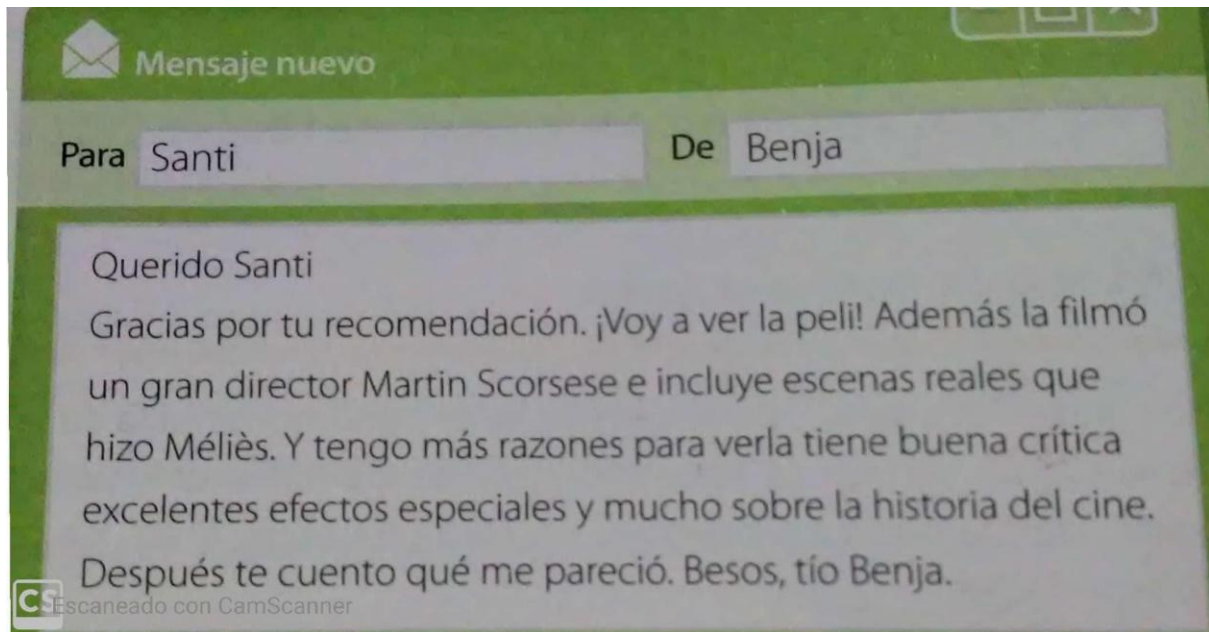 Mensaje nuevo
Para Santi De Benja
Querido Santi
Gracias por tu recomendación. ¡Voy a ver la peli! Además la filmó
un gran director Martin Scorsese e incluye escenas reales que
hizo Méliès. Y tengo más razones para verla tiene buena crítica
excelentes efectos especiales y mucho sobre la historia del cine.
Después te cuento qué me pareció. Besos, tío Benja.
CS Escaneado con CamScanner